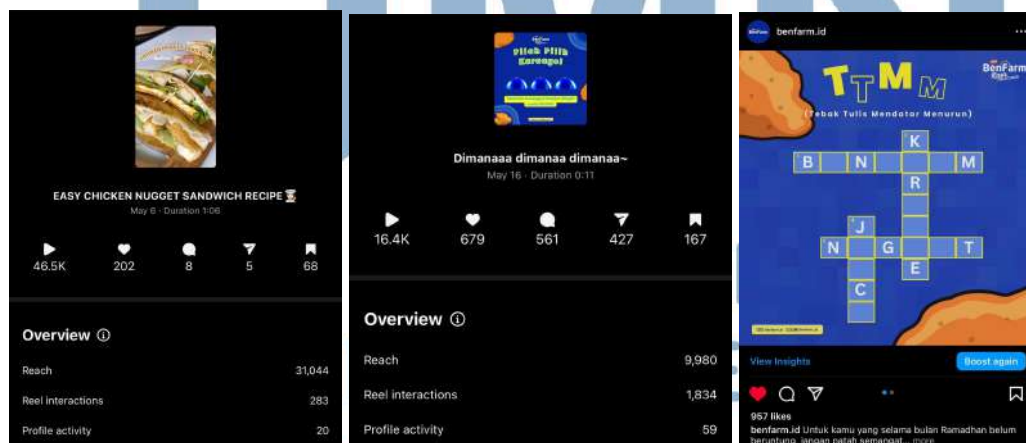 EASY CHICKEN NUGGET SANDWICH RECIPE
May 6 · Duration 1:06
46.5K 202 8 5 68
Overview
Reach 31,044
Reel interactions 283
Profile activity 20
BenFarm
Pilah Pilih
Karengo!
Dimanaaa dimanaa dimanaa~
May 16 · Duration 0:11
16.4K 679 561 427 167
Overview
Reach 9,980
Reel interactions 1,834
Profile activity 59
benfarm.id
BenFarm
TTMM
(Tebak Tulis Mendatar Menurun)
K
B N M
R
J
N G T
E
C
View Insights
Boost again
957 likes
benfarm.id Untuk kamu yang selama bulan Ramadhan belum
beruntung, jangan patah semangat... more